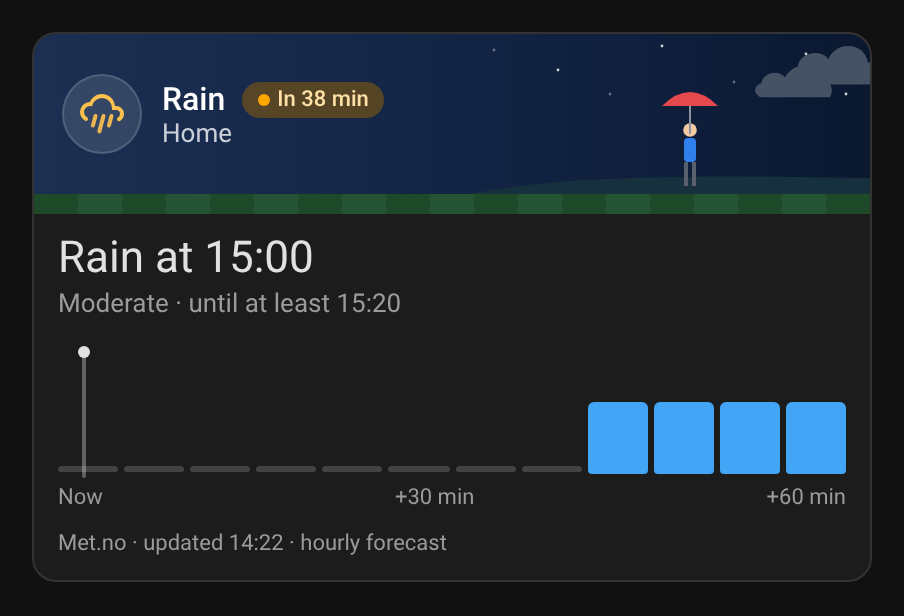 Rain
In 38 min
Home
Rain at 15:00
Moderate · until at least 15:20
Now
+30 min
+60 min
Met.no · updated 14:22 · hourly forecast